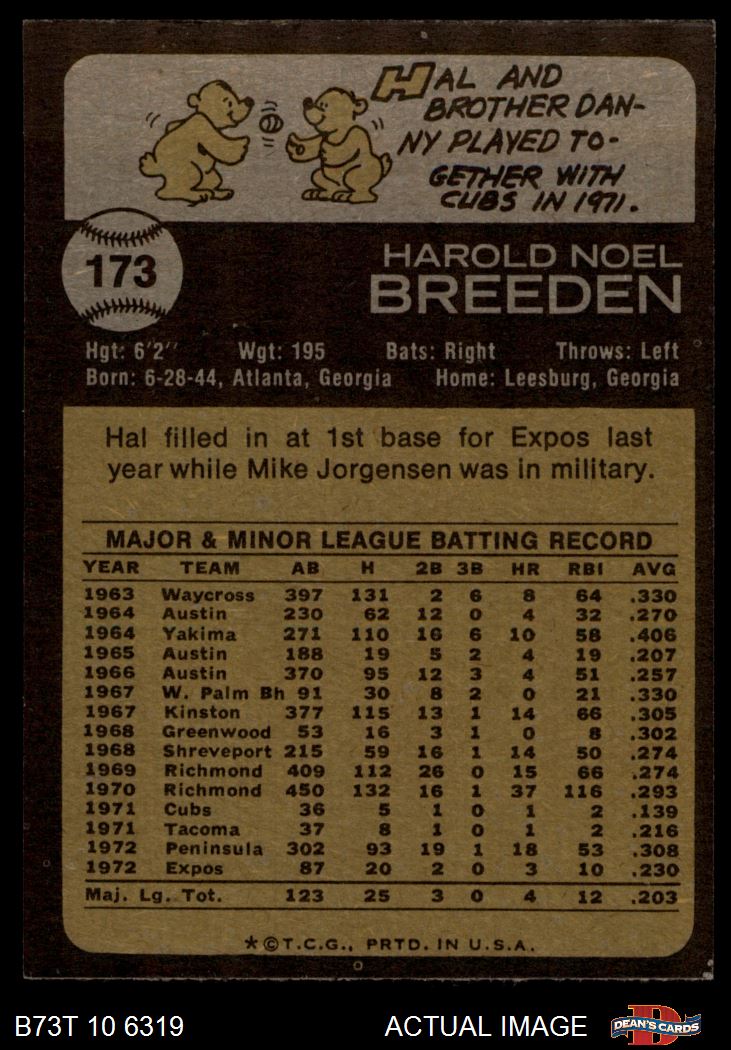 HAL AND
BROTHER DAN-
NY PLAYED TO-
GETHER WITH
CUBS IN 1971.
173
HAROLD NOEL
BREEDEN
Hgt: 6'2" Wgt: 195 Bats: Right Throws: Left
Born: 6-28-44, Atlanta, Georgia Home: Leesburg, Georgia
Hal filled in at 1st base for Expos last
year while Mike Jorgensen was in military.
MAJOR & MINOR LEAGUE BATTING RECORD
YEAR TEAM AB H 2B 3B HR RBI AVG
1963 Waycross 397 131 2 6 8 64 .330
1964 Austin 230 62 12 0 4 32 .270
1964 Yakima 271 110 16 6 10 58 .406
1965 Austin 188 19 5 2 4 19 .207
1966 Austin 370 95 12 3 4 51 .257
1967 W. Palm Bh 91 30 8 2 0 21 .330
1967 Kinston 377 115 13 1 14 66 .305
1968 Greenwood 53 16 3 1 0 8 .302
1968 Shreveport 215 59 16 1 14 50 .274
1969 Richmond 409 112 26 0 15 66 .274
1970 Richmond 450 132 16 1 37 116 .293
1971 Cubs 36 5 1 0 1 2 .139
1971 Tacoma 37 8 1 0 1 2 .216
1972 Peninsula 302 93 19 1 18 53 .308
1972 Expos 87 20 2 0 3 10 .230
Maj. Lg. Tot. 123 25 3 0 4 12 .203
*©T.C.G., PRTD. IN U.S.A.
B73T 10 6319 ACTUAL IMAGE
D
DEAN'S CARDS